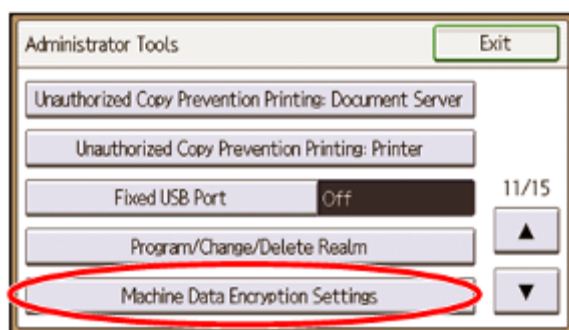 Administrator Tools Exit
Unauthorized Copy Prevention Printing: Document Server
Unauthorized Copy Prevention Printing: Printer
Fixed USB Port Off 11/15
▲
Program/Change/Delete Realm
Machine Data Encryption Settings ▼